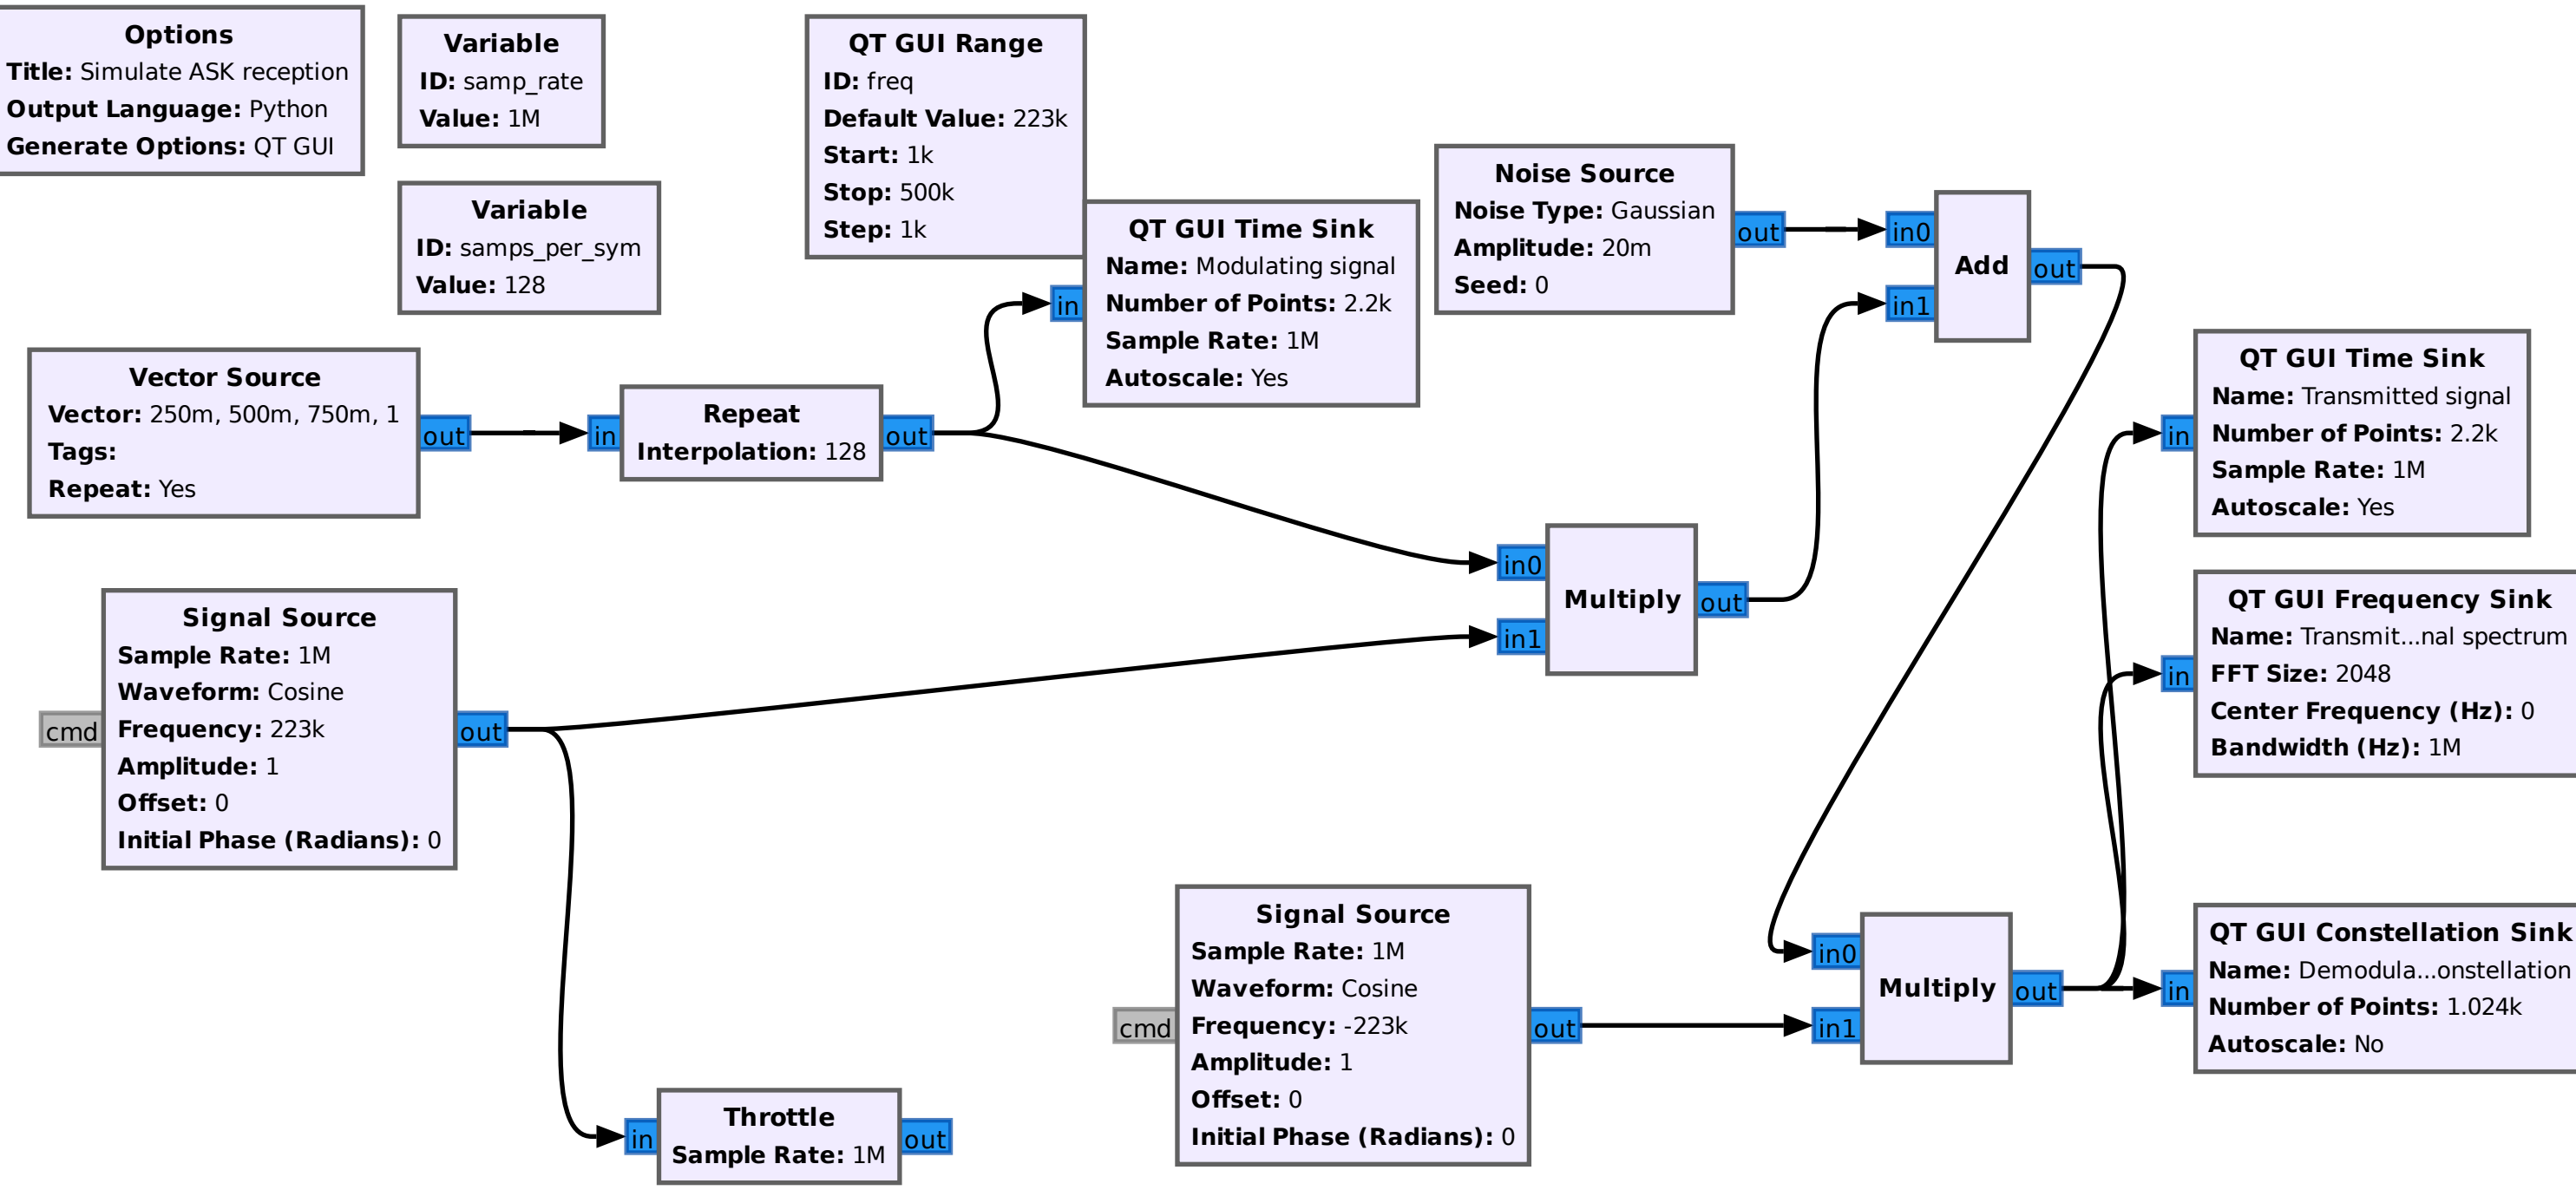 Options
Title: Simulate ASK reception
Output Language: Python
Generate Options: QT GUI
Variable
ID: samp_rate
Value: 1M
Variable
ID: samps_per_sym
Value: 128
QT GUI Range
ID: freq
Default Value: 223k
Start: 1k
Stop: 500k
Step: 1k
in
QT GUI Time Sink
Name: Modulating signal
Number of Points: 2.2k
Sample Rate: 1M
Autoscale: Yes
Noise Source
Noise Type: Gaussian
Amplitude: 20m
Seed: 0
out
in0
in1
Add
out
Vector Source
Vector: 250m, 500m, 750m, 1
Tags:
Repeat: Yes
out
in
Repeat
Interpolation: 128
out
in
QT GUI Time Sink
Name: Transmitted signal
Number of Points: 2.2k
Sample Rate: 1M
Autoscale: Yes
in0
in1
Multiply
out
cmd
Signal Source
Sample Rate: 1M
Waveform: Cosine
Frequency: 223k
Amplitude: 1
Offset: 0
Initial Phase (Radians): 0
out
in
QT GUI Frequency Sink
Name: Transmit...nal spectrum
FFT Size: 2048
Center Frequency (Hz): 0
Bandwidth (Hz): 1M
cmd
Signal Source
Sample Rate: 1M
Waveform: Cosine
Frequency: -223k
Amplitude: 1
Offset: 0
Initial Phase (Radians): 0
out
in0
in1
Multiply
out
in
QT GUI Constellation Sink
Name: Demodula...onstellation
Number of Points: 1.024k
Autoscale: No
in
Throttle
Sample Rate: 1M
out